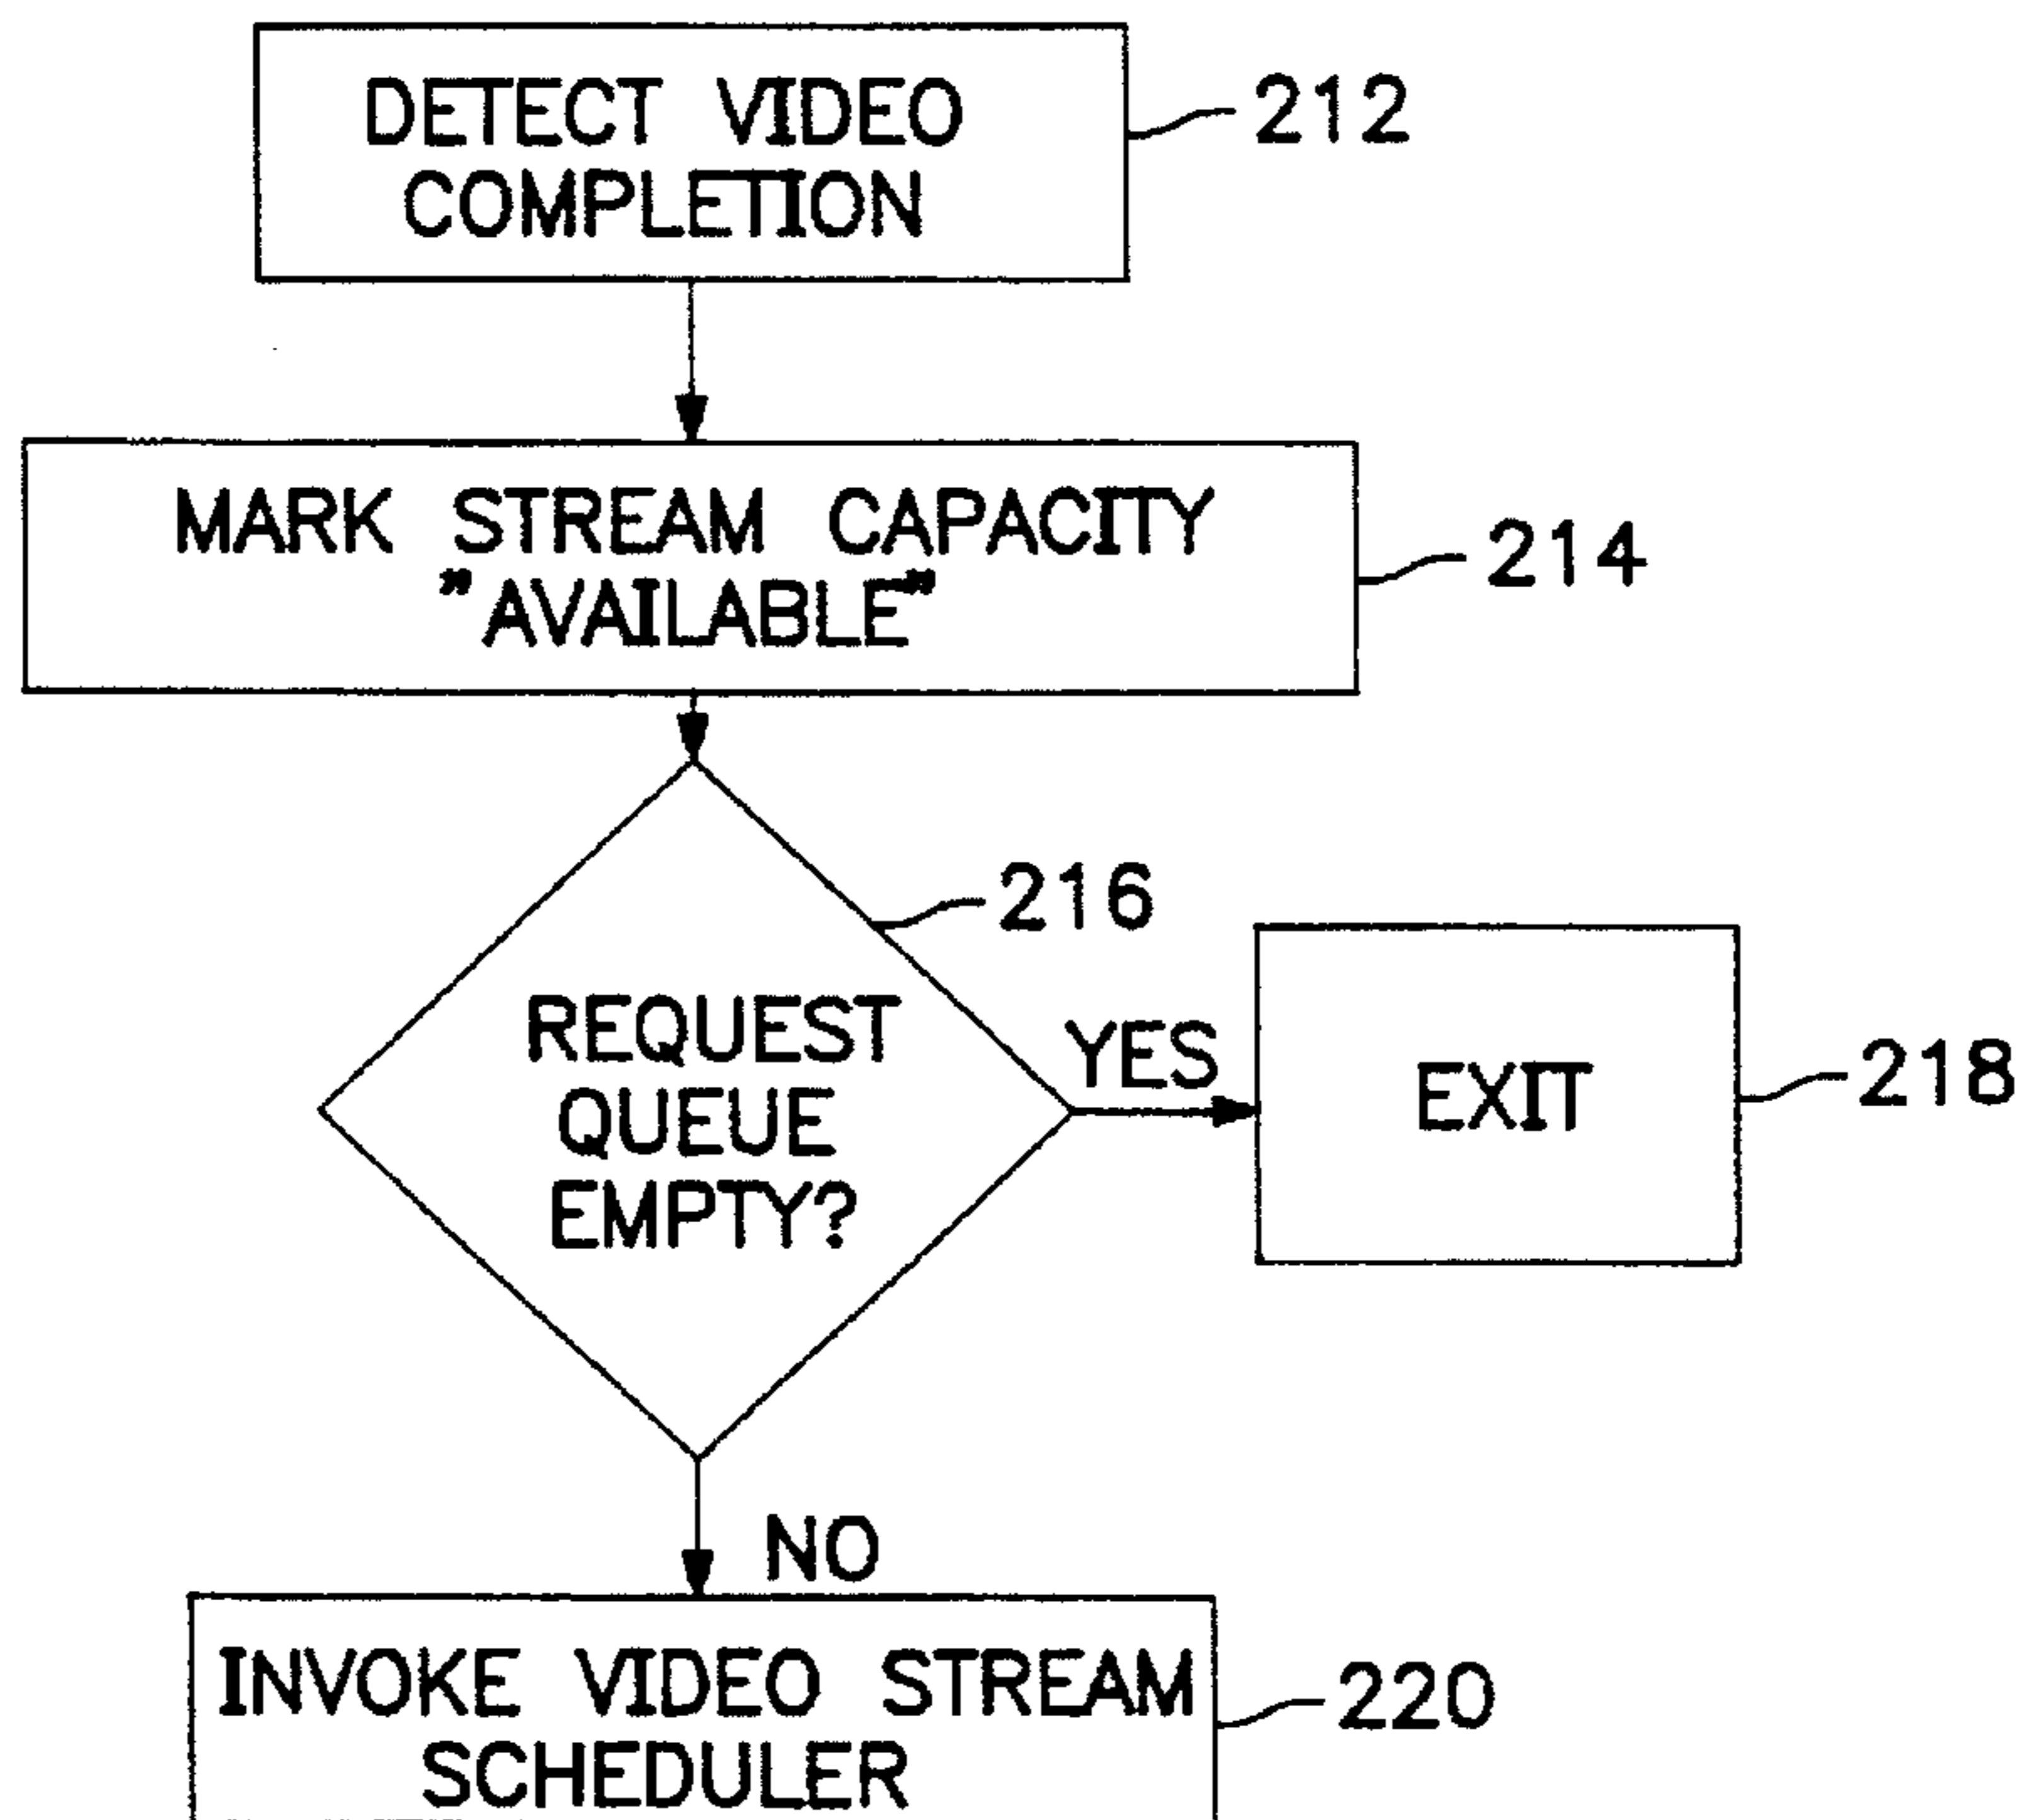 DETECT VIDEO
COMPLETION
212
MARK STREAM CAPACITY
"AVAILABLE"
214
216
REQUEST
QUEUE
EMPTY?
YES
EXIT
218
NO
INVOKE VIDEO STREAM
SCHEDULER
220